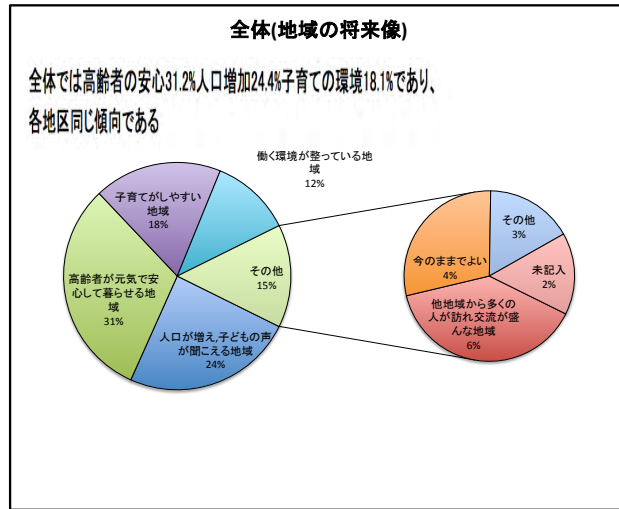 全体(地域の将来像)
全体では高齢者の安心31.2%人口増加24.4%子育ての環境18.1%であり、
各地区同じ傾向である
働く環境が整っている地
域
12%
子育てがしやすい
地域
18%
高齢者が元気で安
心して暮らせる地
域
31%
その他
15%
人口が増え,子どもの声
が聞こえる地域
24%
その他
3%
今のままでよい
4%
未記入
2%
他地域から多くの
人が訪れ交流が盛
んな地域
6%